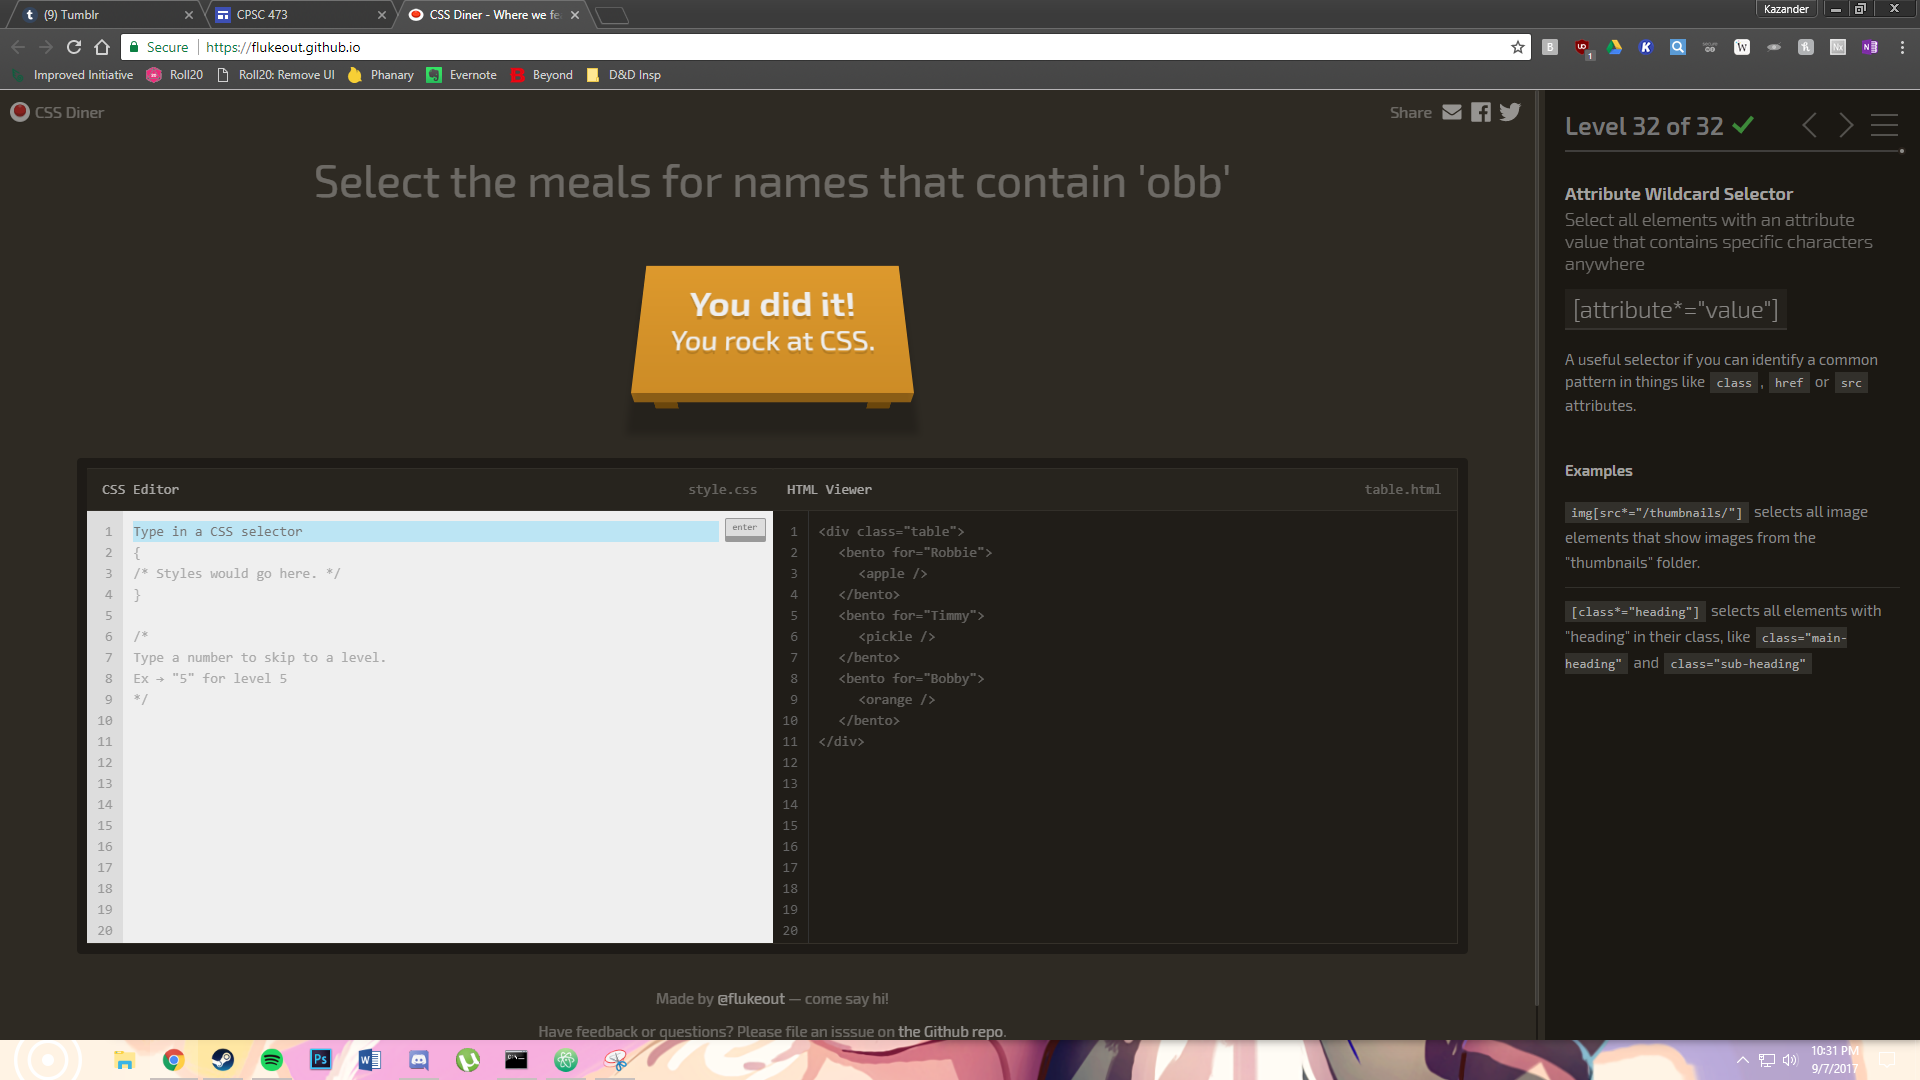 (9) Tumblr
CPSC 473
CSS Diner - Where we fe
Kazander
Secure
https://flukeout.github.io
Improved Initiative
Roll20
Roll20: Remove UI
Phanary
Evernote
Beyond
D&D Insp
CSS Diner
Share
Select the meals for names that contain 'obb'
You did it!
You rock at CSS.
CSS Editor
style.css
1 Type in a CSS selector
enter
2 {
3 /* Styles would go here. */
4 }
5
6 /*
7 Type a number to skip to a level.
8 Ex → "5" for level 5
9 */
10
11
12
13
14
15
16
17
18
19
20
HTML Viewer
table.html
1 <div class="table">
2 <bento for="Robbie">
3 <apple />
4 </bento>
5 <bento for="Timmy">
6 <pickle />
7 </bento>
8 <bento for="Bobby">
9 <orange />
10 </bento>
11 </div>
12
13
14
15
16
17
18
19
20
Made by @flukeout — come say hi!
Have feedback or questions? Please file an isssue on the Github repo.
Level 32 of 32
Attribute Wildcard Selector
Select all elements with an attribute
value that contains specific characters
anywhere
[attribute*="value"]
A useful selector if you can identify a common
pattern in things like class , href or src
attributes.
Examples
img[src*="/thumbnails/"] selects all image
elements that show images from the
"thumbnails" folder.
[class*="heading"] selects all elements with
"heading" in their class, like class="main-
heading" and class="sub-heading"
10:31 PM
9/7/2017